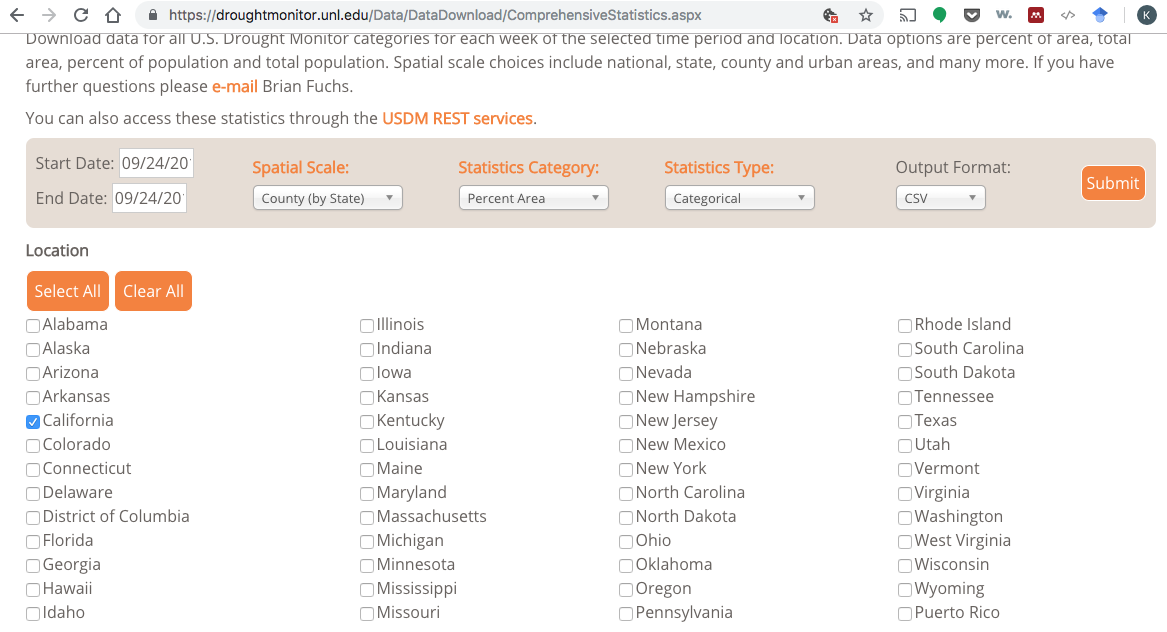 https://droughtmonitor.unl.edu/Data/DataDownload/ComprehensiveStatistics.aspx
W.
K
Download data for all U.S. Drought Monitor categories for each week of the selected time period and location. Data options are percent of area, total
area, percent of population and total population. Spatial scale choices include national, state, county and urban areas, and many more. If you have
further questions please e-mail Brian Fuchs.
You can also access these statistics through the USDM REST services.
Start Date: 09/24/20
End Date: 09/24/20
Spatial Scale:
County (by State)
Statistics Category:
Percent Area
Statistics Type:
Categorical
Output Format:
CSV
Submit
Location
Select All Clear All
Alabama Illinois Montana Rhode Island
Alaska Indiana Nebraska South Carolina
Arizona Iowa Nevada South Dakota
Arkansas Kansas New Hampshire Tennessee
California Kentucky New Jersey Texas
Colorado Louisiana New Mexico Utah
Connecticut Maine New York Vermont
Delaware Maryland North Carolina Virginia
District of Columbia Massachusetts North Dakota Washington
Florida Michigan Ohio West Virginia
Georgia Minnesota Oklahoma Wisconsin
Hawaii Mississippi Oregon Wyoming
Idaho Missouri Pennsylvania Puerto Rico